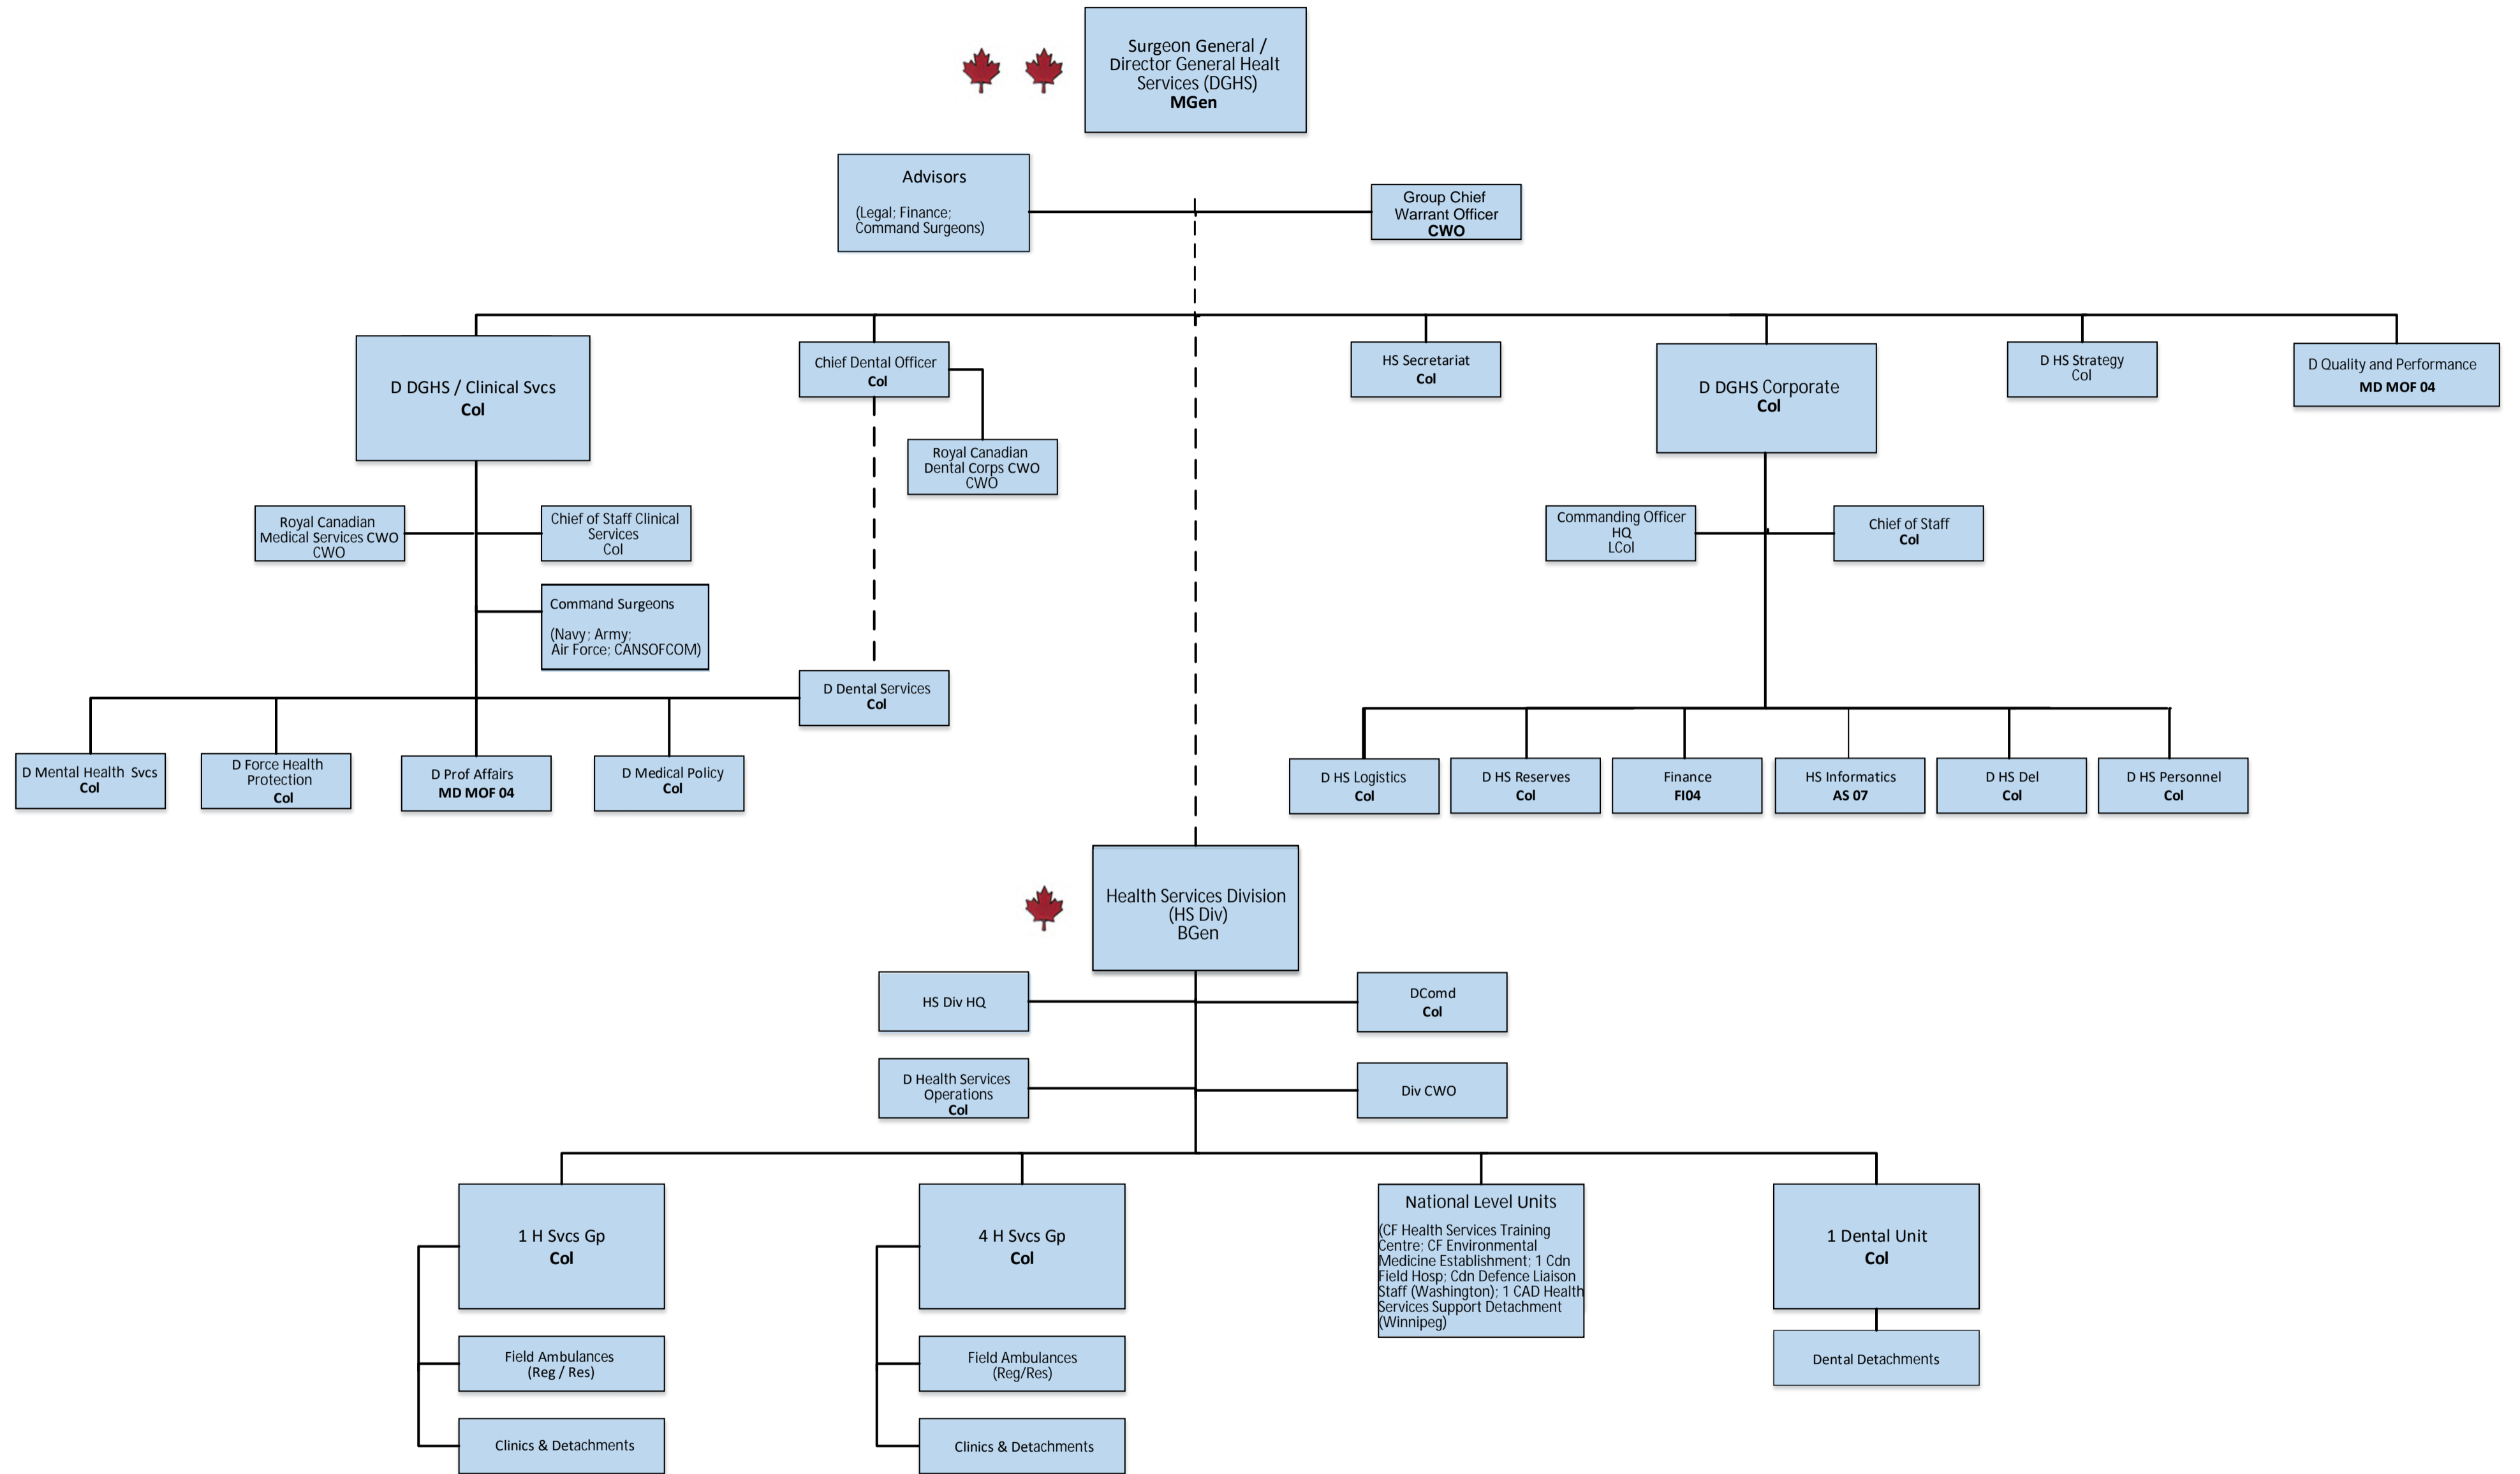 Surgeon General /
Director General Healt
Services (DGHS)
MGen
Advisors
(Legal; Finance;
Command Surgeons)
Group Chief
Warrant Officer
CWO
D DGHS / Clinical Svcs
Col
Chief Dental Officer
Col
HS Secretariat
Col
D DGHS Corporate
Col
D HS Strategy
Col
D Quality and Performance
MD MOF 04
Royal Canadian
Dental Corps CWO
CWO
Royal Canadian
Medical Services CWO
CWO
Chief of Staff Clinical
Services
Col
Commanding Officer
HQ
LCol
Chief of Staff
Col
Command Surgeons
(Navy; Army;
Air Force; CANSOFCOM)
D Dental Services
Col
D Mental Health Svcs
Col
D Force Health
Protection
Col
D Prof Affairs
MD MOF 04
D Medical Policy
Col
D HS Logistics
Col
D HS Reserves
Col
Finance
FI04
HS Informatics
AS 07
D HS Del
Col
D HS Personnel
Col
Health Services Division
(HS Div)
BGen
HS Div HQ
DComd
Col
D Health Services
Operations
Col
Div CWO
1 H Svcs Gp
Col
4 H Svcs Gp
Col
National Level Units
(CF Health Services Training
Centre; CF Environmental
Medicine Establishment; 1 Cdn
Field Hosp; Cdn Defence Liaison
Staff (Washington); 1 CAD Health
Services Support Detachment
(Winnipeg)
1 Dental Unit
Col
Field Ambulances
(Reg / Res)
Field Ambulances
(Reg/Res)
Dental Detachments
Clinics & Detachments
Clinics & Detachments